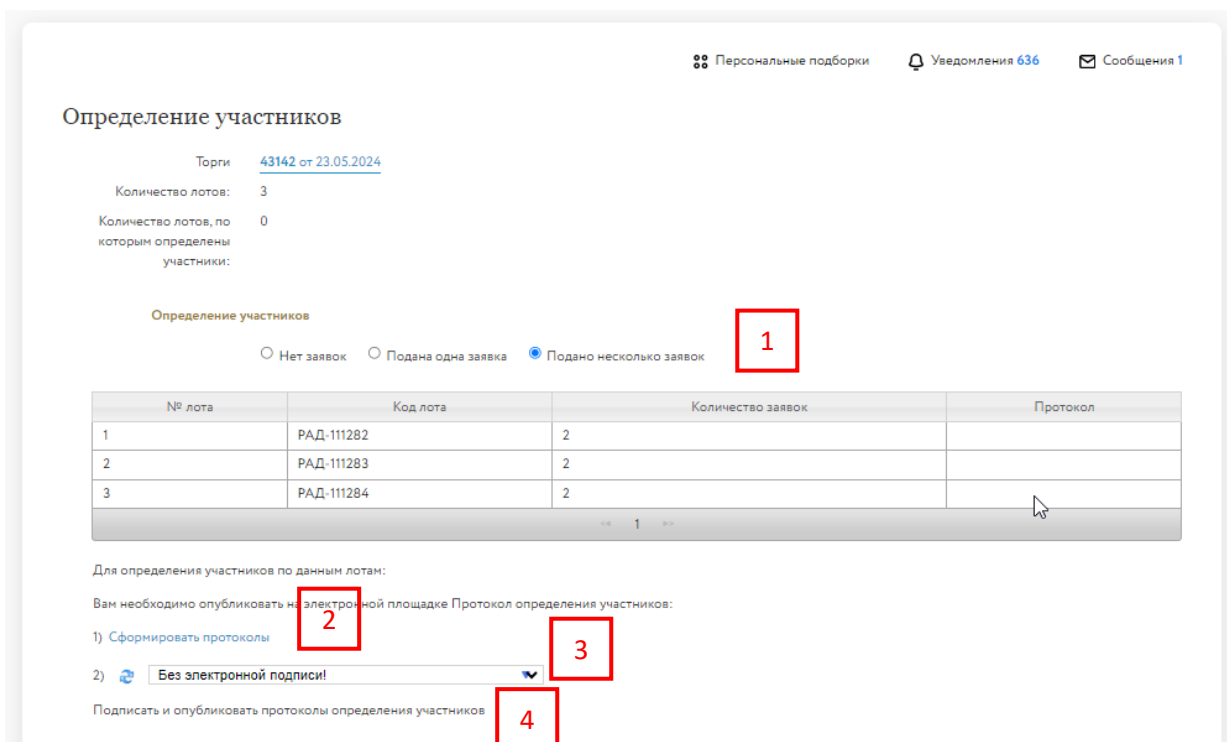 Персональные подборки Уведомления 636 Сообщения 1
Определение участников
Торги 43142 от 23.05.2024
Количество лотов: 3
Количество лотов, по 0
которым определены
участники:
Определение участников
1
Нет заявок Подана одна заявка Подано несколько заявок
№ лота Код лота Количество заявок Протокол
1 РАД-111282 2
2 РАД-111283 2
3 РАД-111284 2
1
Для определения участников по данным лотам:
Вам необходимо опубликовать на электронной площадке Протокол определения участников:
2
1) Сформировать протоколы
3
2) Без электронной подписи!
Подписать и опубликовать протоколы определения участников
4